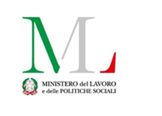 ML
MINISTERO del LAVORO
e delle POLITICHE SOCIALI